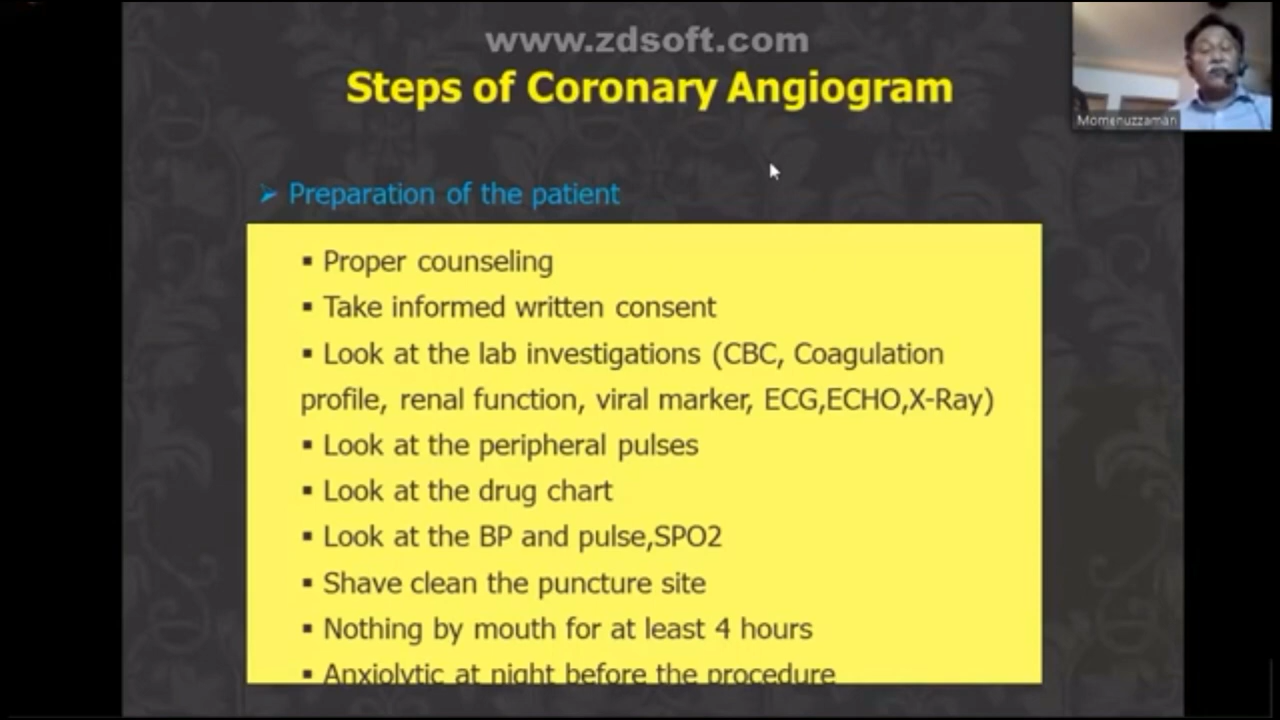 www.zdsoft.com
Steps of Coronary Angiogram
Momenuzzaman
➢ Preparation of the patient
▪ Proper counseling
▪ Take informed written consent
▪ Look at the lab investigations (CBC, Coagulation
profile, renal function, viral marker, ECG,ECHO,X-Ray)
▪ Look at the peripheral pulses
▪ Look at the drug chart
▪ Look at the BP and pulse,SPO2
▪ Shave clean the puncture site
▪ Nothing by mouth for at least 4 hours
▪ Anxiolytic at night before the procedure